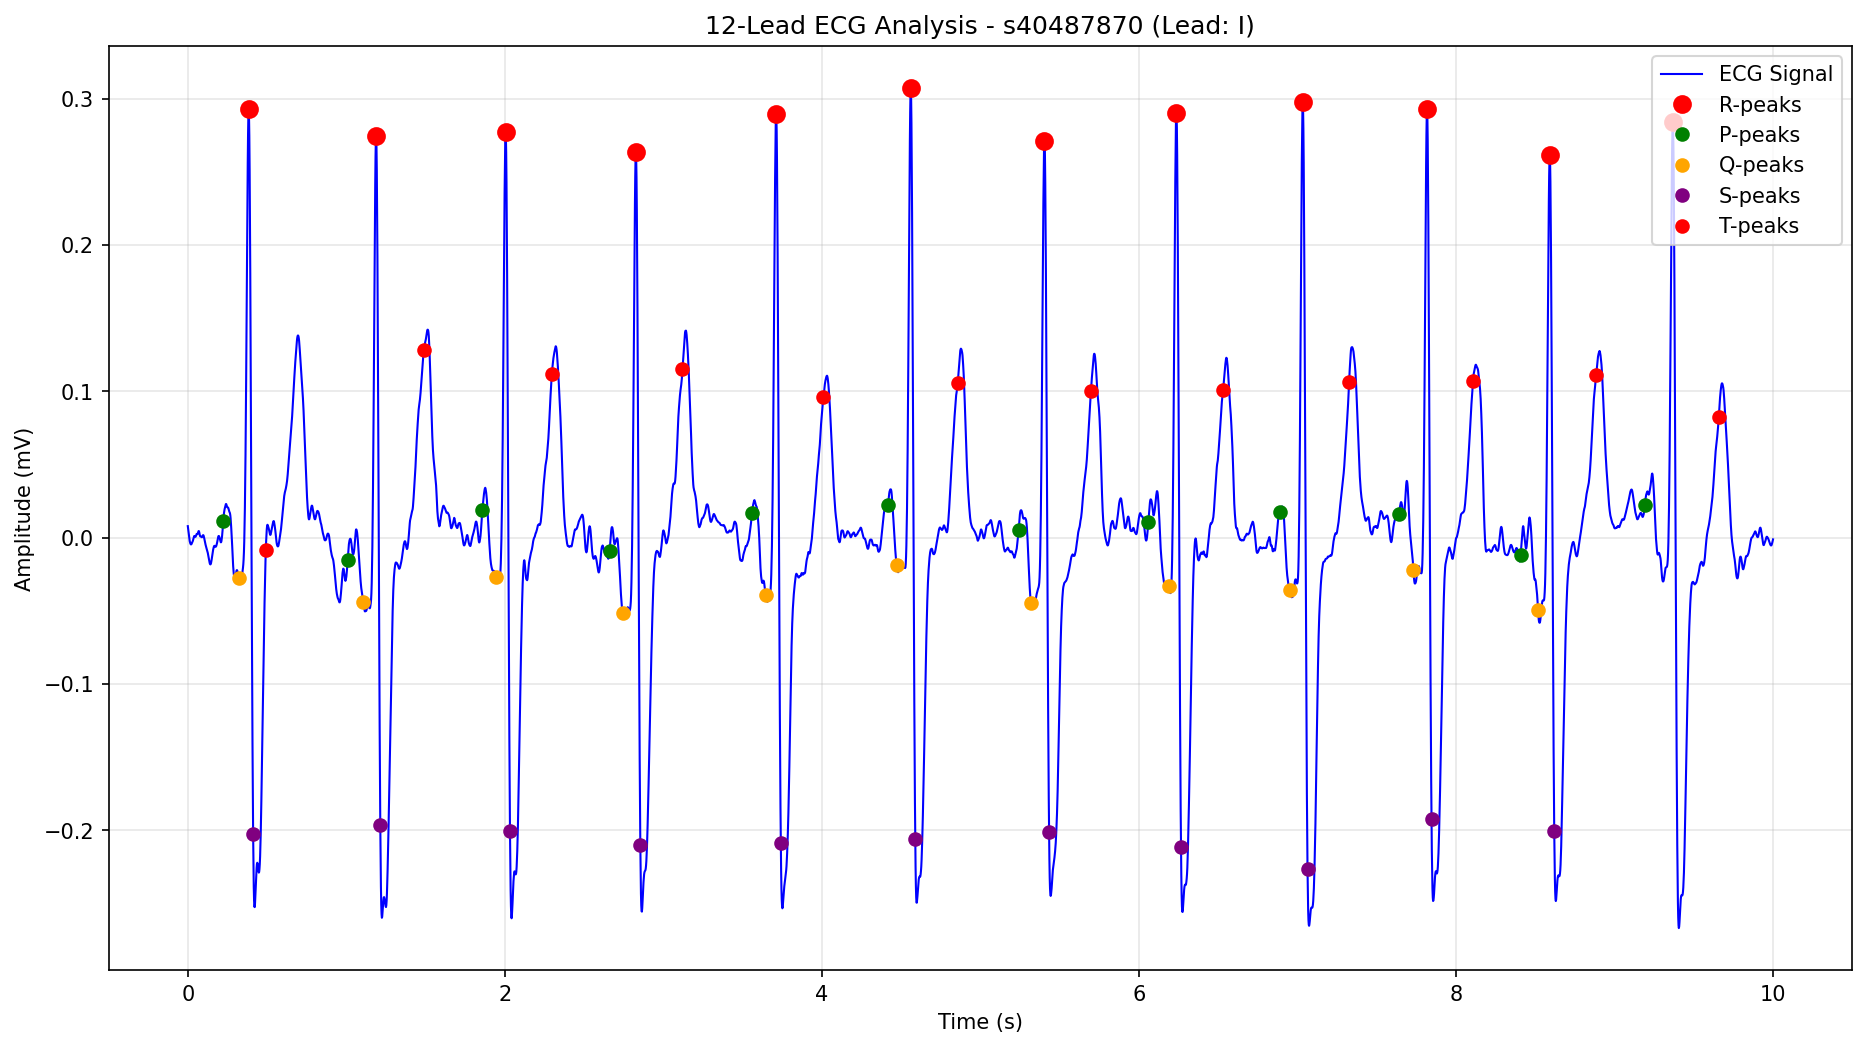 12-Lead ECG Analysis - s40487870 (Lead: I)
ECG Signal
R-peaks
P-peaks
Q-peaks
S-peaks
T-peaks
Amplitude (mV)
0.3
0.2
0.1
0.0
−0.1
−0.2
0 2 4 6 8 10
Time (s)